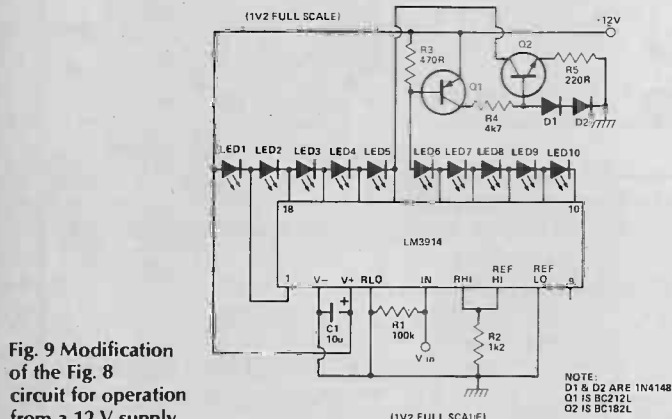 (1V2 FULL SCALE)
+12V
R3
470R
Q1
Q2
R5
220R
R4
4k7
D1
D2
LED1
LED2
LED3
LED4
LED5
LED6
LED7
LED8
LED9
LED10
18
10
LM3914
1
V–
V+
RLO
IN
RHI
REF
HI
REF
LO
9
C1
10u
+
R1
100k
V in
R2
1k2
Fig. 9 Modification
of the Fig. 8
circuit for operation
from a 12 V supply
NOTE:
D1 & D2 ARE 1N4148
Q1 IS BC212L
Q2 IS BC182L
(1V2 FULL SCALE)